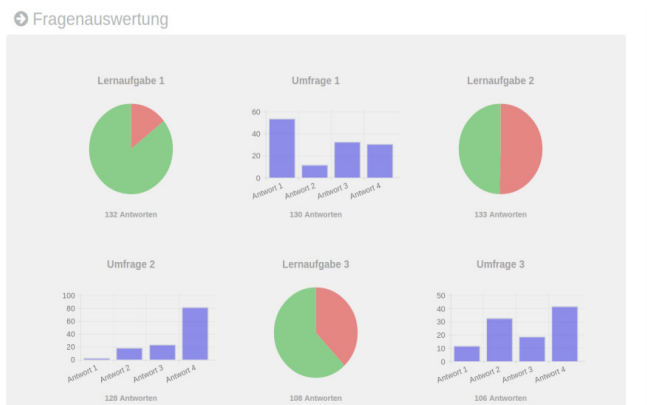 Fragenauswertung
Lernaufgabe 1
132 Antworten
Umfrage 1
60
40
20
0
Antwort 1 Antwort 2 Antwort 3 Antwort 4
130 Antworten
Lernaufgabe 2
133 Antworten
Umfrage 2
100
80
60
40
20
0
Antwort 1 Antwort 2 Antwort 3 Antwort 4
128 Antworten
Lernaufgabe 3
108 Antworten
Umfrage 3
50
40
30
20
10
0
Antwort 1 Antwort 2 Antwort 3 Antwort 4
106 Antworten